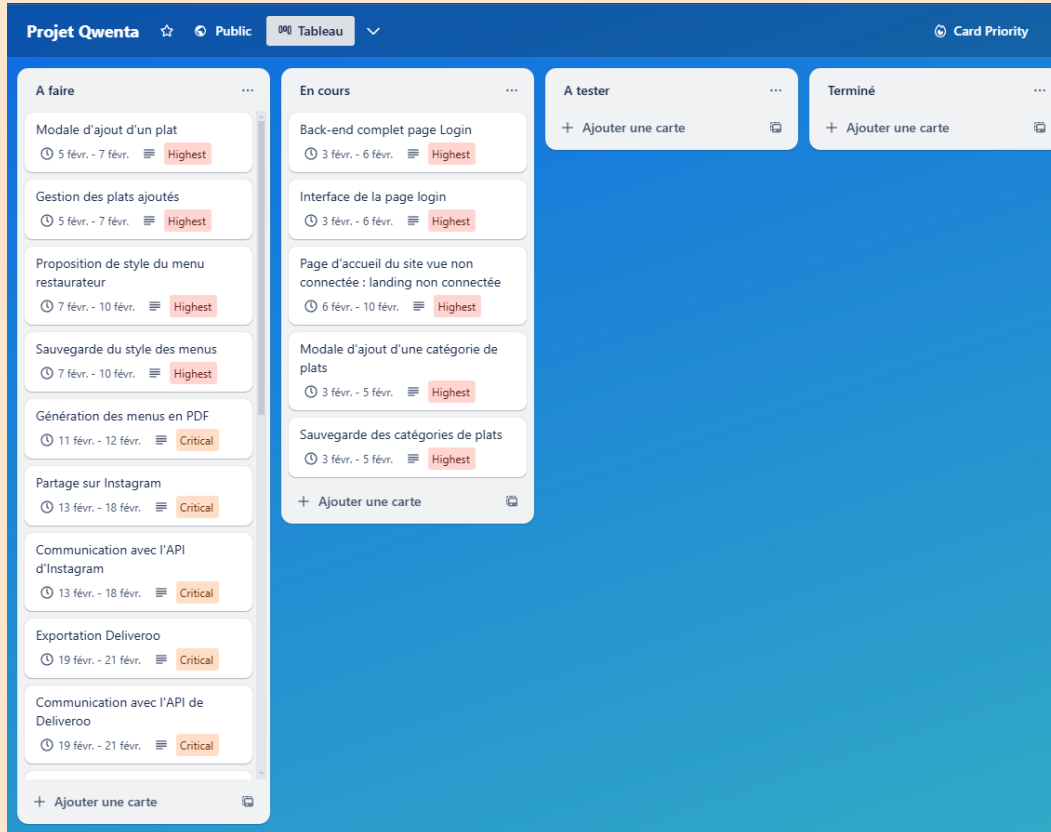 Projet Qwenta
Public
Tableau
Card Priority
A faire
Modale d'ajout d'un plat
5 févr. - 7 févr. Highest
Gestion des plats ajoutés
5 févr. - 7 févr. Highest
Proposition de style du menu
restaurateur
7 févr. - 10 févr. Highest
Sauvegarde du style des menus
7 févr. - 10 févr. Highest
Génération des menus en PDF
11 févr. - 12 févr. Critical
Partage sur Instagram
13 févr. - 18 févr. Critical
Communication avec l'API
d'Instagram
13 févr. - 18 févr. Critical
Exportation Deliveroo
19 févr. - 21 févr. Critical
Communication avec l'API de
Deliveroo
19 févr. - 21 févr. Critical
Ajouter une carte
En cours
Back-end complet page Login
3 févr. - 6 févr. Highest
Interface de la page login
3 févr. - 6 févr. Highest
Page d'accueil du site vue non
connectée : landing non connectée
6 févr. - 10 févr. Highest
Modale d'ajout d'une catégorie de
plats
3 févr. - 5 févr. Highest
Sauvegarde des catégories de plats
3 févr. - 5 févr. Highest
Ajouter une carte
A tester
Ajouter une carte
Terminé
Ajouter une carte